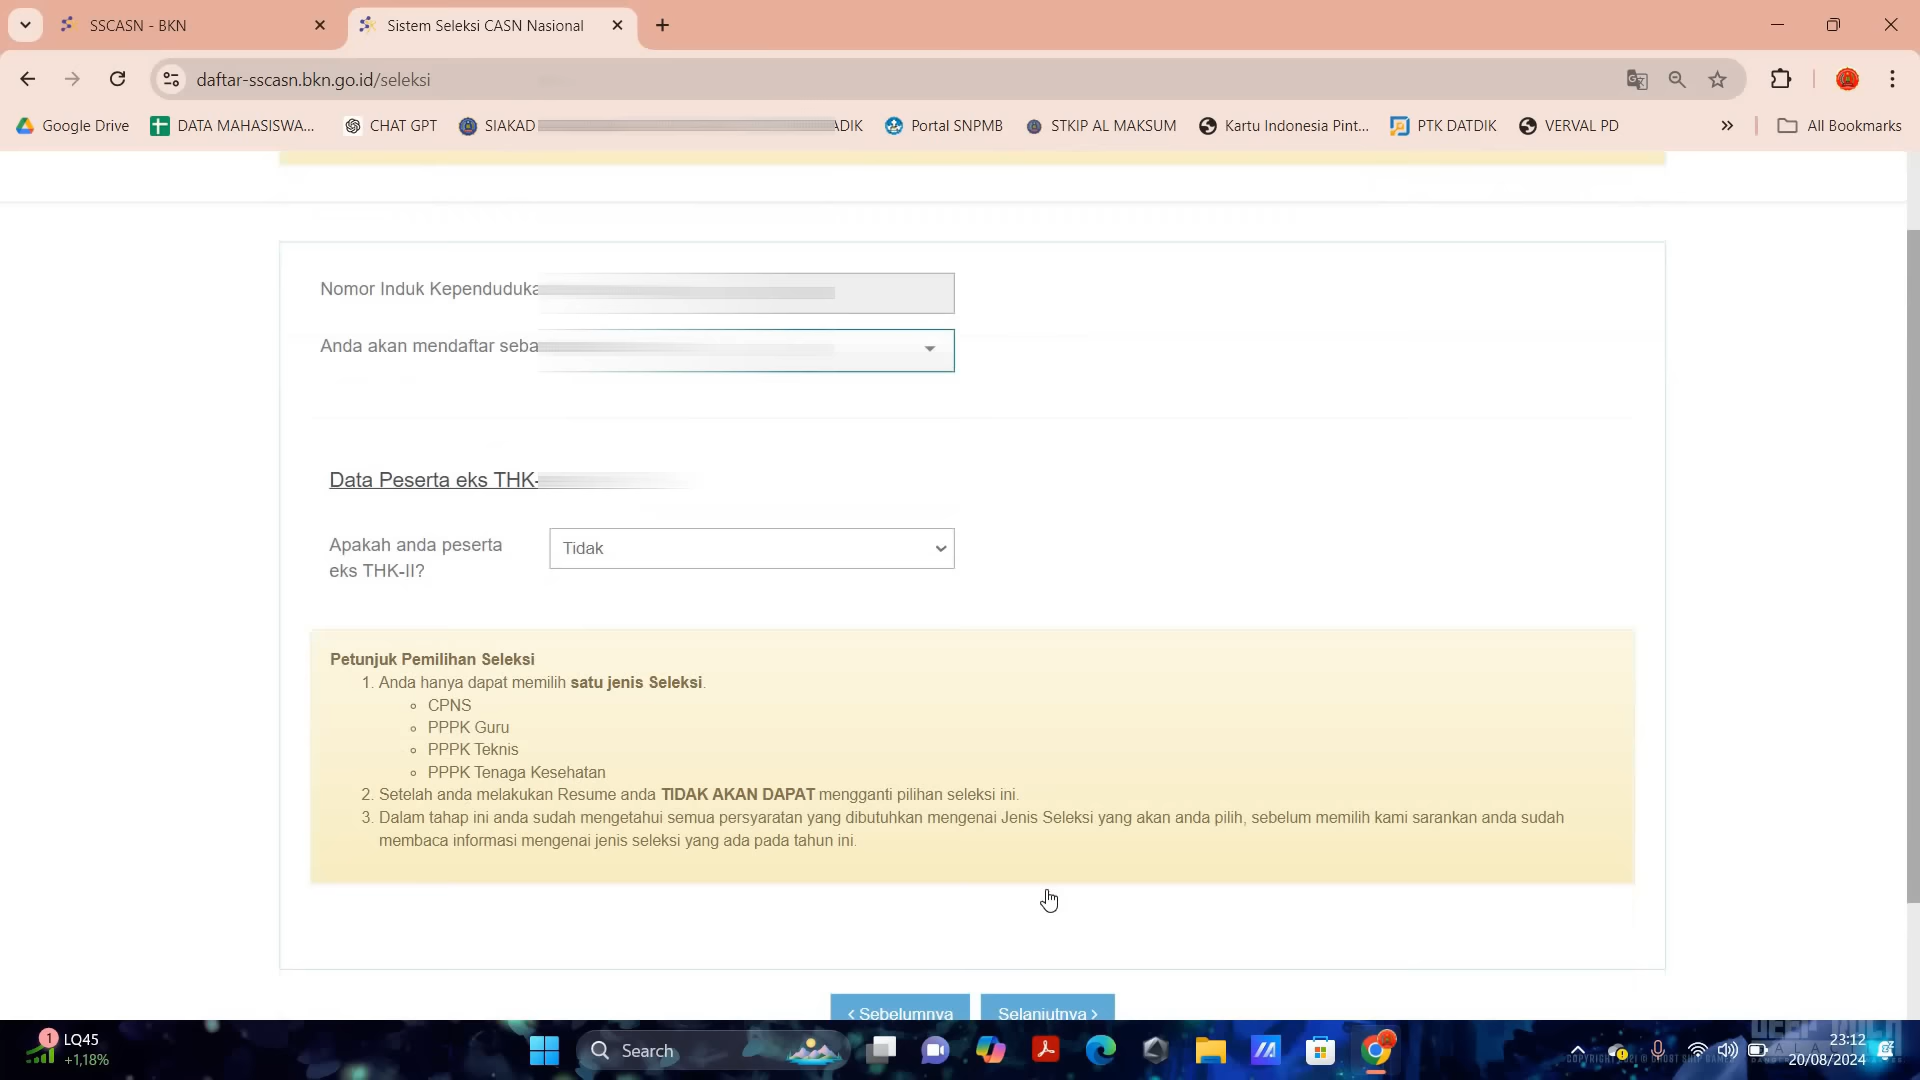 SSCASN - BKN
Sistem Seleksi CASN Nasional
daftar-sscasn.bkn.go.id/seleksi
Google Drive
DATA MAHASISWA...
CHAT GPT
SIAKAD
ADIK
Portal SNPMB
STKIP AL MAKSUM
Kartu Indonesia Pint...
PTK DATDIK
VERVAL PD
All Bookmarks
Nomor Induk Kependuduka
Anda akan mendaftar seba
Data Peserta eks THK-
Apakah anda peserta
eks THK-II?
Tidak
Petunjuk Pemilihan Seleksi
1. Anda hanya dapat memilih satu jenis Seleksi.
CPNS
PPPK Guru
PPPK Teknis
PPPK Tenaga Kesehatan
2. Setelah anda melakukan Resume anda TIDAK AKAN DAPAT mengganti pilihan seleksi ini.
3. Dalam tahap ini anda sudah mengetahui semua persyaratan yang dibutuhkan mengenai Jenis Seleksi yang akan anda pilih, sebelum memilih kami sarankan anda sudah
membaca informasi mengenai jenis seleksi yang ada pada tahun ini.
‹ Sebelumnya
Selanjutnya ›
1
LQ45
+1,18%
Search
23:12
20/08/2024